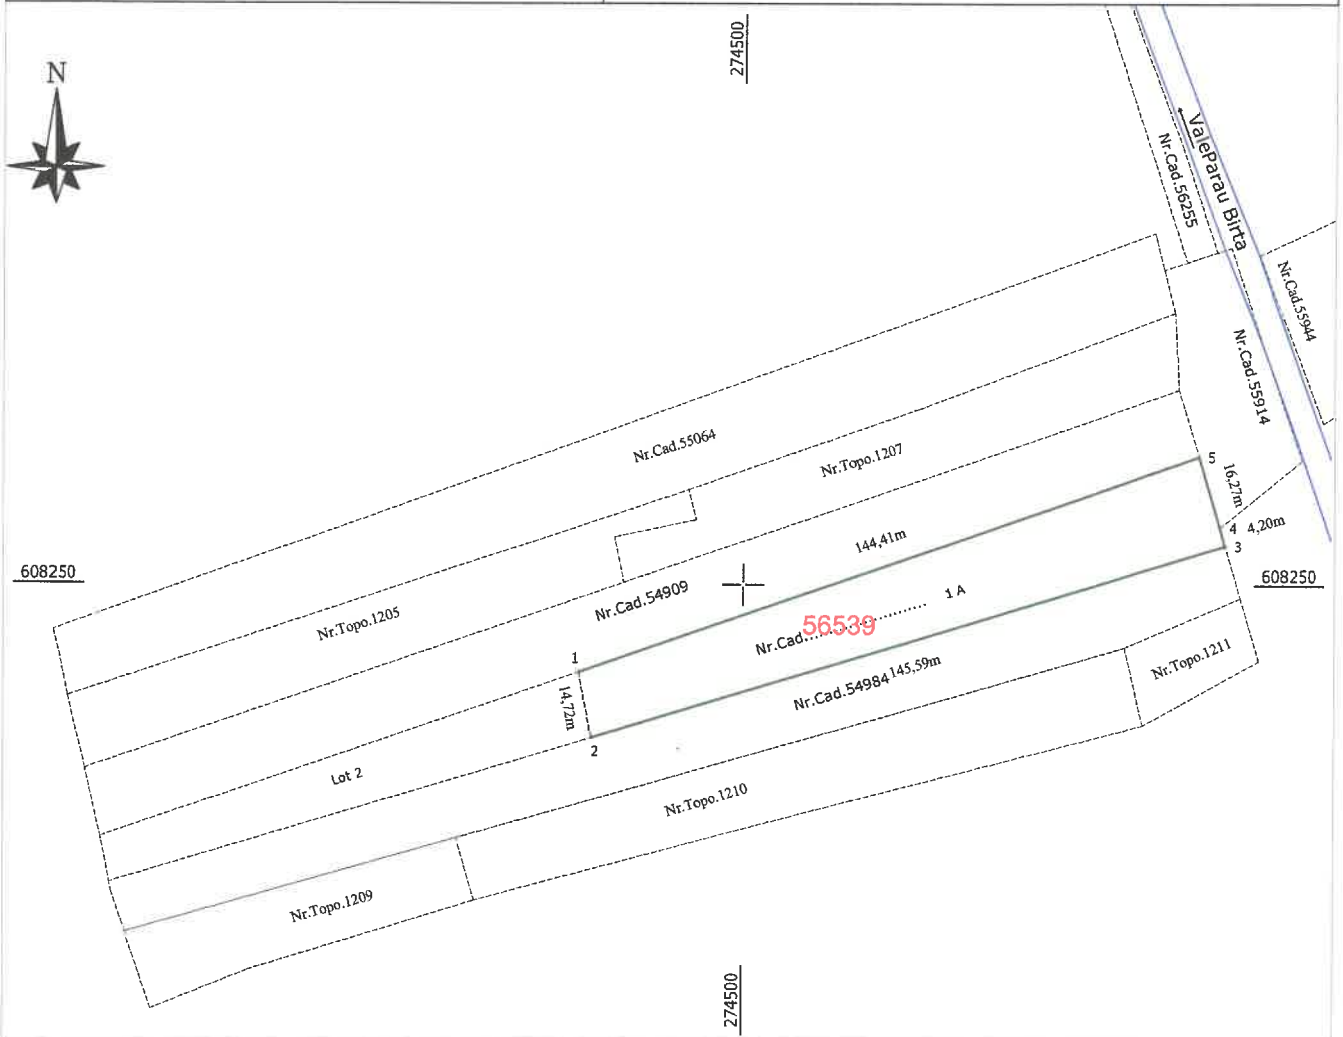 274500
N
ValeParau Birta
Nr.Cad.56255
Nr.Cad.55944
Nr.Cad.55914
Nr.Cad.55064
Nr.Topo.1207
5
16,27m
144,41m
4
4,20m
3
608250
608250
Nr.Cad.54909
1 A
Nr.Topo.1205
56539
Nr.Cad......................
1
14,72m
145,59m
Nr.Topo.1211
Nr.Cad.54984
2
Lot 2
Nr.Topo.1210
Nr.Topo.1209
274500